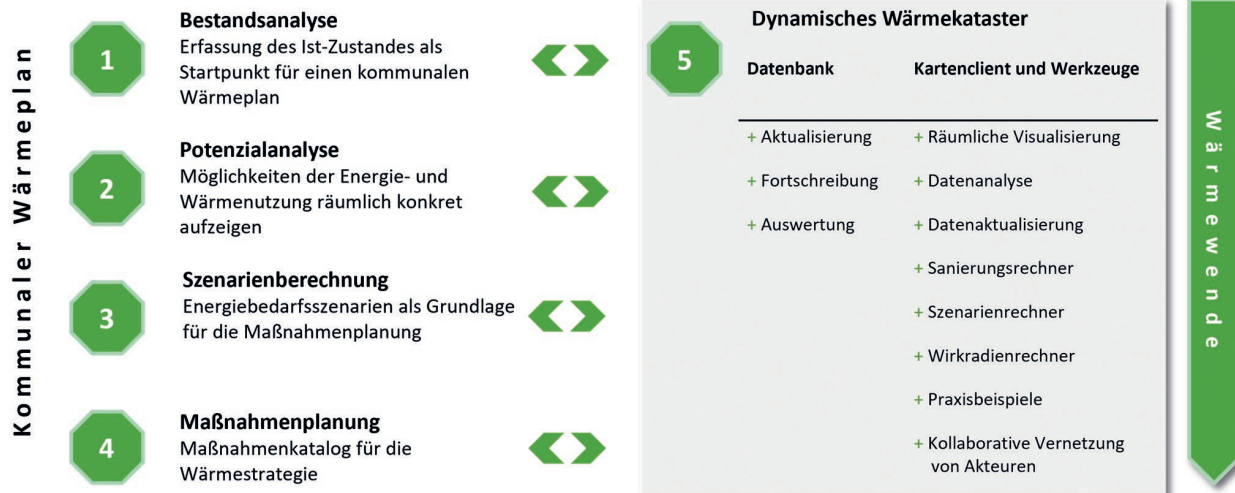 Kommunaler Wärmeplan
1
Bestandsanalyse
Erfassung des Ist-Zustandes als
Startpunkt für einen kommunalen
Wärmeplan
2
Potenzialanalyse
Möglichkeiten der Energie- und
Wärmenutzung räumlich konkret
aufzeigen
3
Szenarienberechnung
Energiebedarfsszenarien als Grundlage
für die Maßnahmenplanung
4
Maßnahmenplanung
Maßnahmenkatalog für die
Wärmestrategie
5
Dynamisches Wärmekataster
Datenbank
+ Aktualisierung
+ Fortschreibung
+ Auswertung
Kartenclient und Werkzeuge
+ Räumliche Visualisierung
+ Datenanalyse
+ Datenaktualisierung
+ Sanierungsrechner
+ Szenarienrechner
+ Wirkradienrechner
+ Praxisbeispiele
+ Kollaborative Vernetzung
von Akteuren
Wärmewende